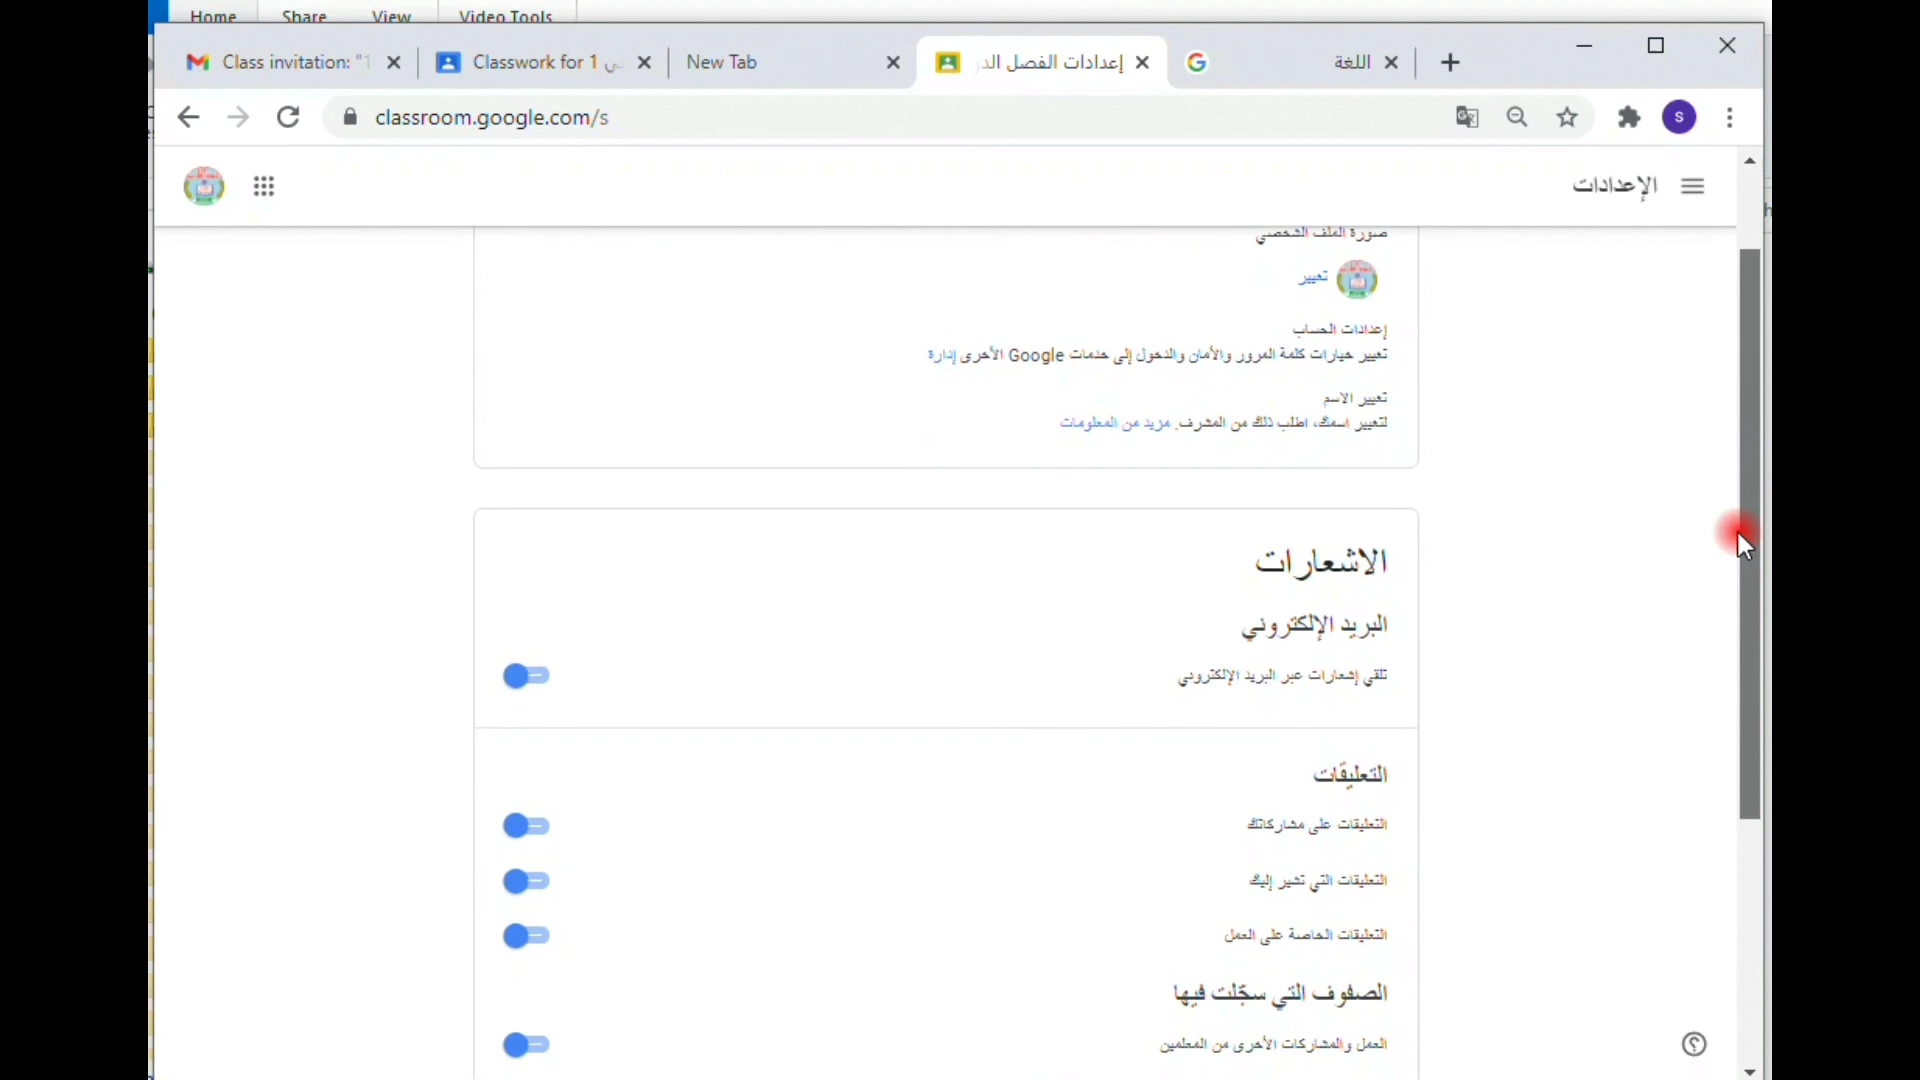 Home Share View Video Tools
Class invitation: "1
Classwork for 1
New Tab
إعدادات الفصل الدر
اللغة
classroom.google.com/s
S
الإعدادات
صورة الملف الشخصي
تغيير
إعدادات الحساب
تغيير خيارات كلمة المرور والأمان والدخول إلى خدمات Google الأخرى إدارة
تغيير الاسم
لتغيير اسمك، اطلب ذلك من المشرف. مزيد من المعلومات
الاشعارات
البريد الإلكتروني
تلقي إشعارات عبر البريد الإلكتروني
التعليقات
التعليقات على مشاركاتك
التعليقات التي تشير إليك
التعليقات الخاصة على العمل
الصفوف التي سجّلت فيها
العمل والمشاركات الأخرى من المعلمين